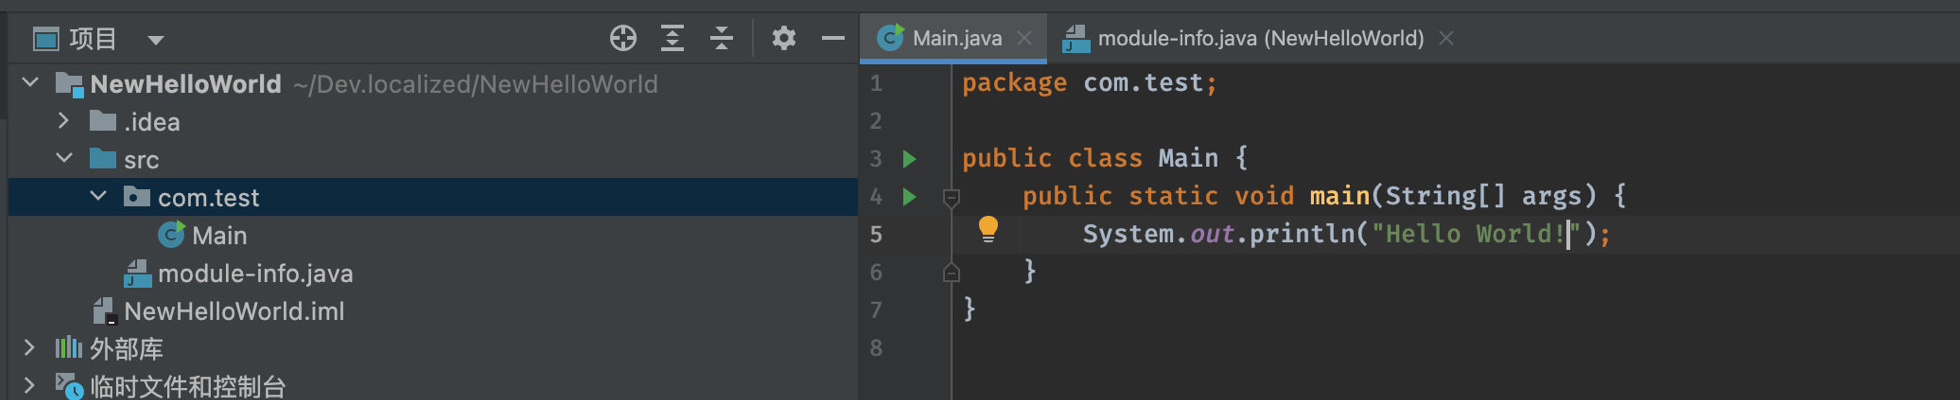 项目
NewHelloWorld ~/Dev.localized/NewHelloWorld
.idea
src
com.test
Main
module-info.java
NewHelloWorld.iml
外部库
临时文件和控制台
Main.java
module-info.java (NewHelloWorld)
1 package com.test;
2
3 public class Main {
4 public static void main(String[] args) {
5 System.out.println("Hello World!");
6 }
7 }
8